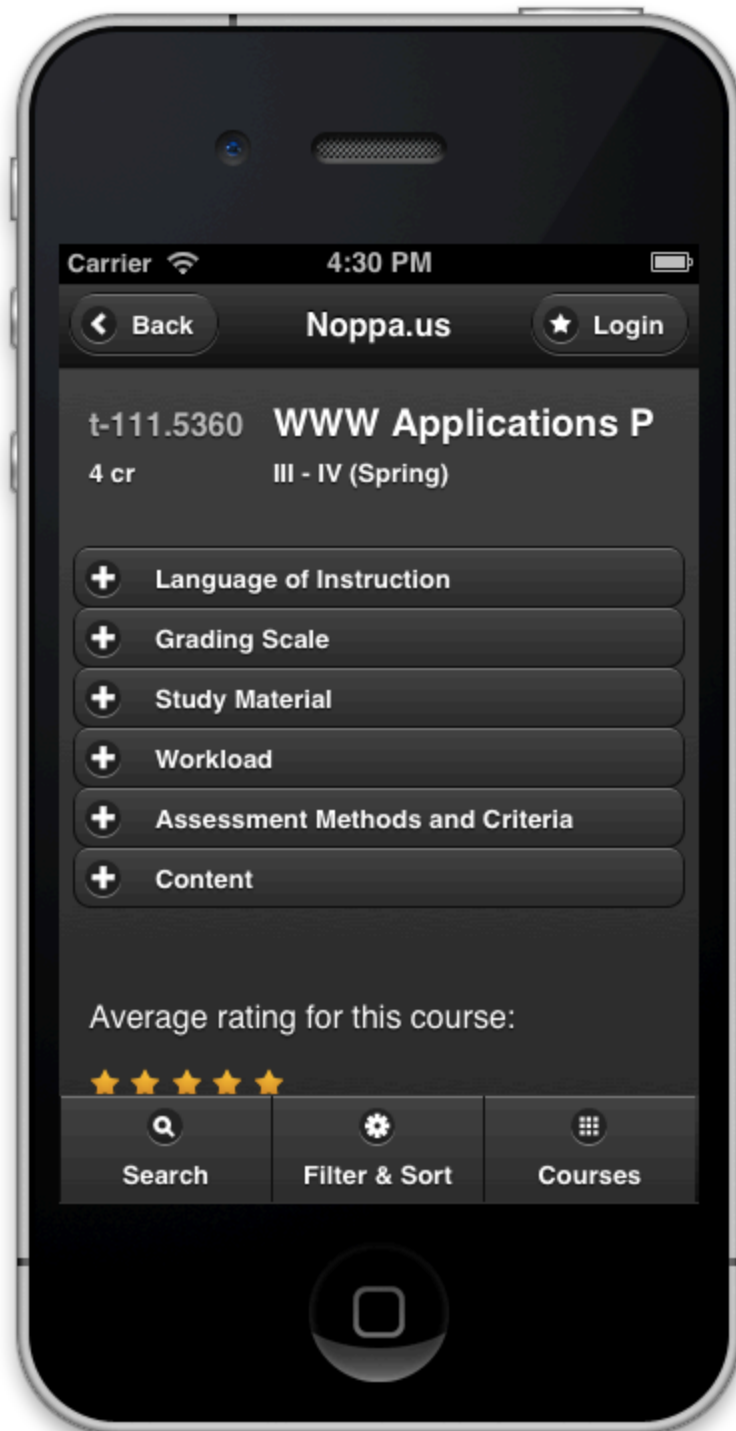 Carrier 4:30 PM
Back Noppa.us Login
t-111.5360 WWW Applications P
4 cr III - IV (Spring)
Language of Instruction
Grading Scale
Study Material
Workload
Assessment Methods and Criteria
Content
Average rating for this course:
Search Filter & Sort Courses